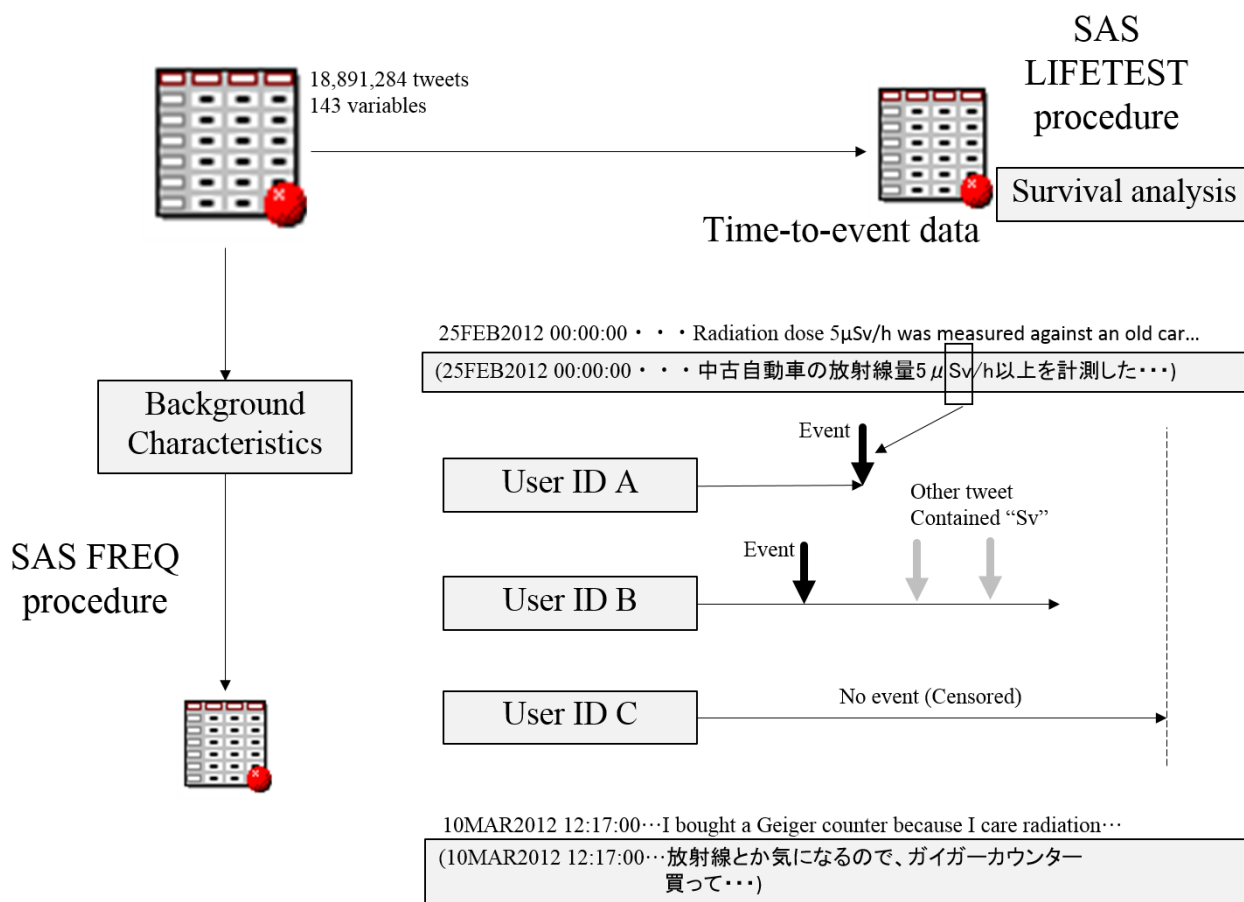 18,891,284 tweets
143 variables
SAS
LIFETEST
procedure
Survival analysis
Time-to-event data
25FEB2012 00:00:00 ・ ・ ・ Radiation dose 5μSv/h was measured against an old car...
(25FEB2012 00:00:00 ・ ・ ・ 中古自動車の放射線量5μSv/h以上を計測した・・・)
Background
Characteristics
Event
User ID A
Other tweet
Contained “Sv”
SAS FREQ
procedure
Event
User ID B
No event (Censored)
User ID C
10MAR2012 12:17:00…I bought a Geiger counter because I care radiation…
(10MAR2012 12:17:00…放射線とか気になるので、ガイガーカウンター
買って・・・)